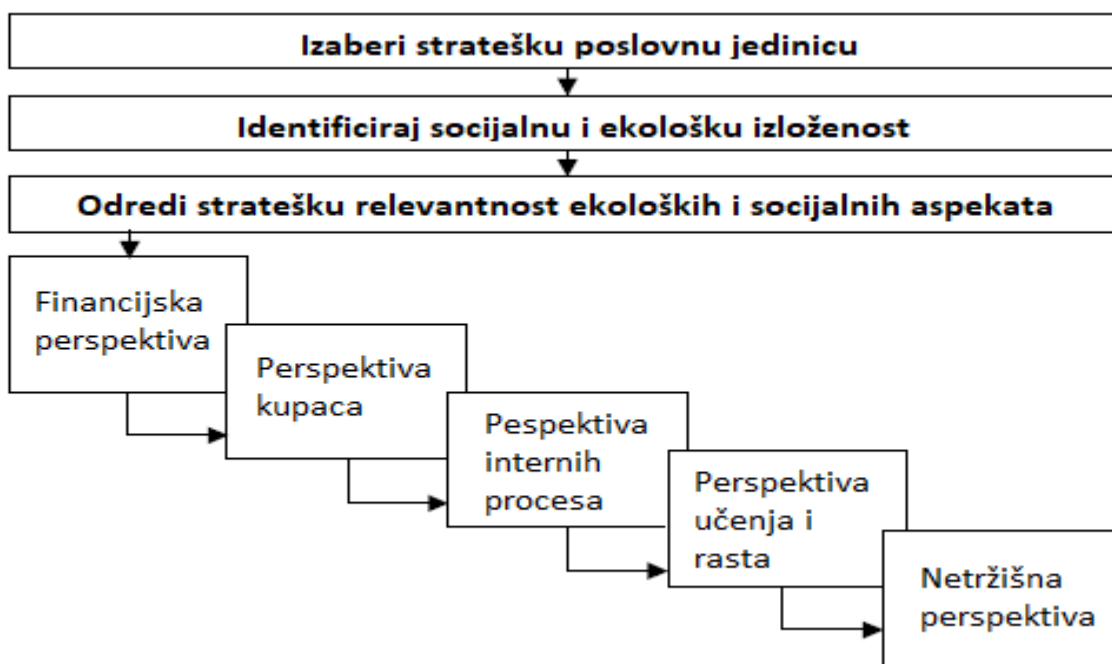 Izaberi stratešku poslovnu jedinicu
Identificiraj socijalnu i ekološku izloženost
Odredi stratešku relevantnost ekoloških i socijalnih aspekata
Financijska
perspektiva
Perspektiva
kupaca
Pespektiva
internih
procesa
Perspektiva
učenja i
rasta
Netržišna
perspektiva